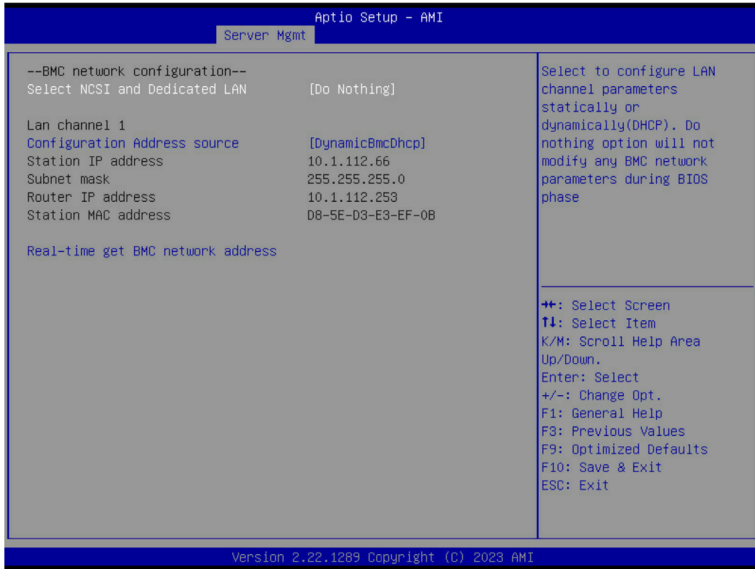 Aptio Setup – AMI
Server Mgmt
--BMC network configuration--
Select NCSI and Dedicated LAN [Do Nothing]
Lan channel 1
Configuration Address source [DynamicBmcDhcp]
Station IP address 10.1.112.66
Subnet mask 255.255.255.0
Router IP address 10.1.112.253
Station MAC address D8-5E-D3-E3-EF-0B
Real-time get BMC network address
Select to configure LAN
channel parameters
statically or
dynamically(DHCP). Do
nothing option will not
modify any BMC network
parameters during BIOS
phase
→←: Select Screen
↑↓: Select Item
K/M: Scroll Help Area
Up/Down.
Enter: Select
+/-: Change Opt.
F1: General Help
F3: Previous Values
F9: Optimized Defaults
F10: Save & Exit
ESC: Exit
Version 2.22.1289 Copyright (C) 2023 AMI